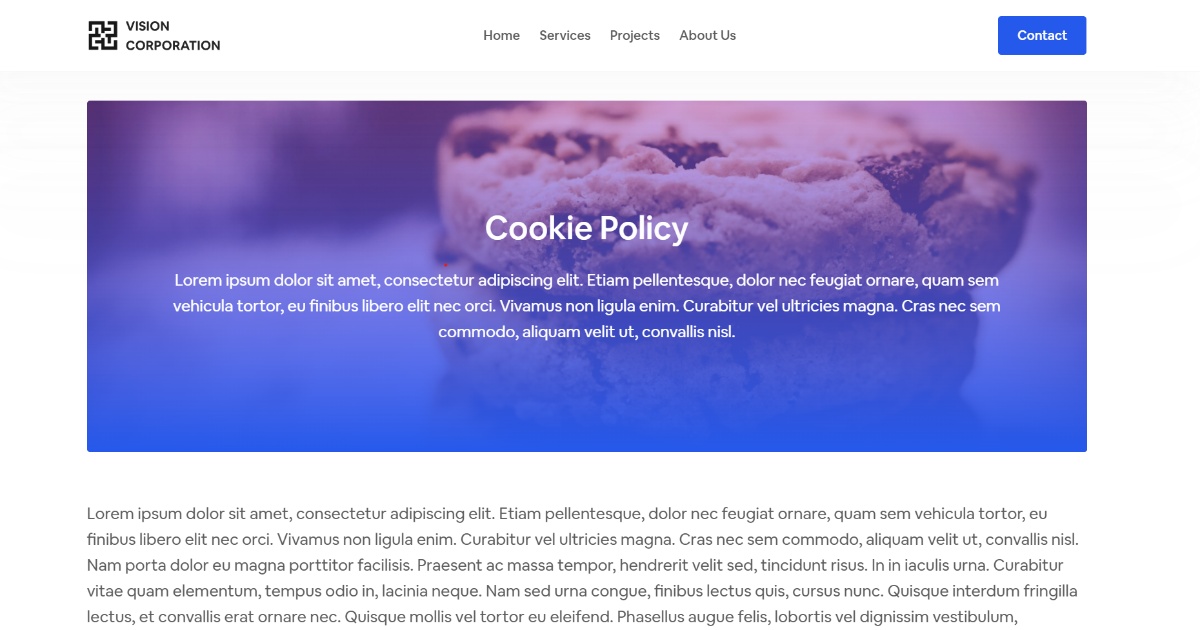 VISION
CORPORATION
Home Services Projects About Us
Contact
Cookie Policy
Lorem ipsum dolor sit amet, consectetur adipiscing elit. Etiam pellentesque, dolor nec feugiat ornare, quam sem
vehicula tortor, eu finibus libero elit nec orci. Vivamus non ligula enim. Curabitur vel ultricies magna. Cras nec sem
commodo, aliquam velit ut, convallis nisl.
Lorem ipsum dolor sit amet, consectetur adipiscing elit. Etiam pellentesque, dolor nec feugiat ornare, quam sem vehicula tortor, eu
finibus libero elit nec orci. Vivamus non ligula enim. Curabitur vel ultricies magna. Cras nec sem commodo, aliquam velit ut, convallis nisl.
Nam porta dolor eu magna porttitor facilisis. Praesent ac massa tempor, hendrerit velit sed, tincidunt risus. In in iaculis urna. Curabitur
vitae quam elementum, tempus odio in, lacinia neque. Nam sed urna congue, finibus lectus quis, cursus nunc. Quisque interdum fringilla
lectus, et convallis erat ornare nec. Quisque mollis vel tortor eu eleifend. Phasellus augue felis, lobortis vel dignissim vestibulum,